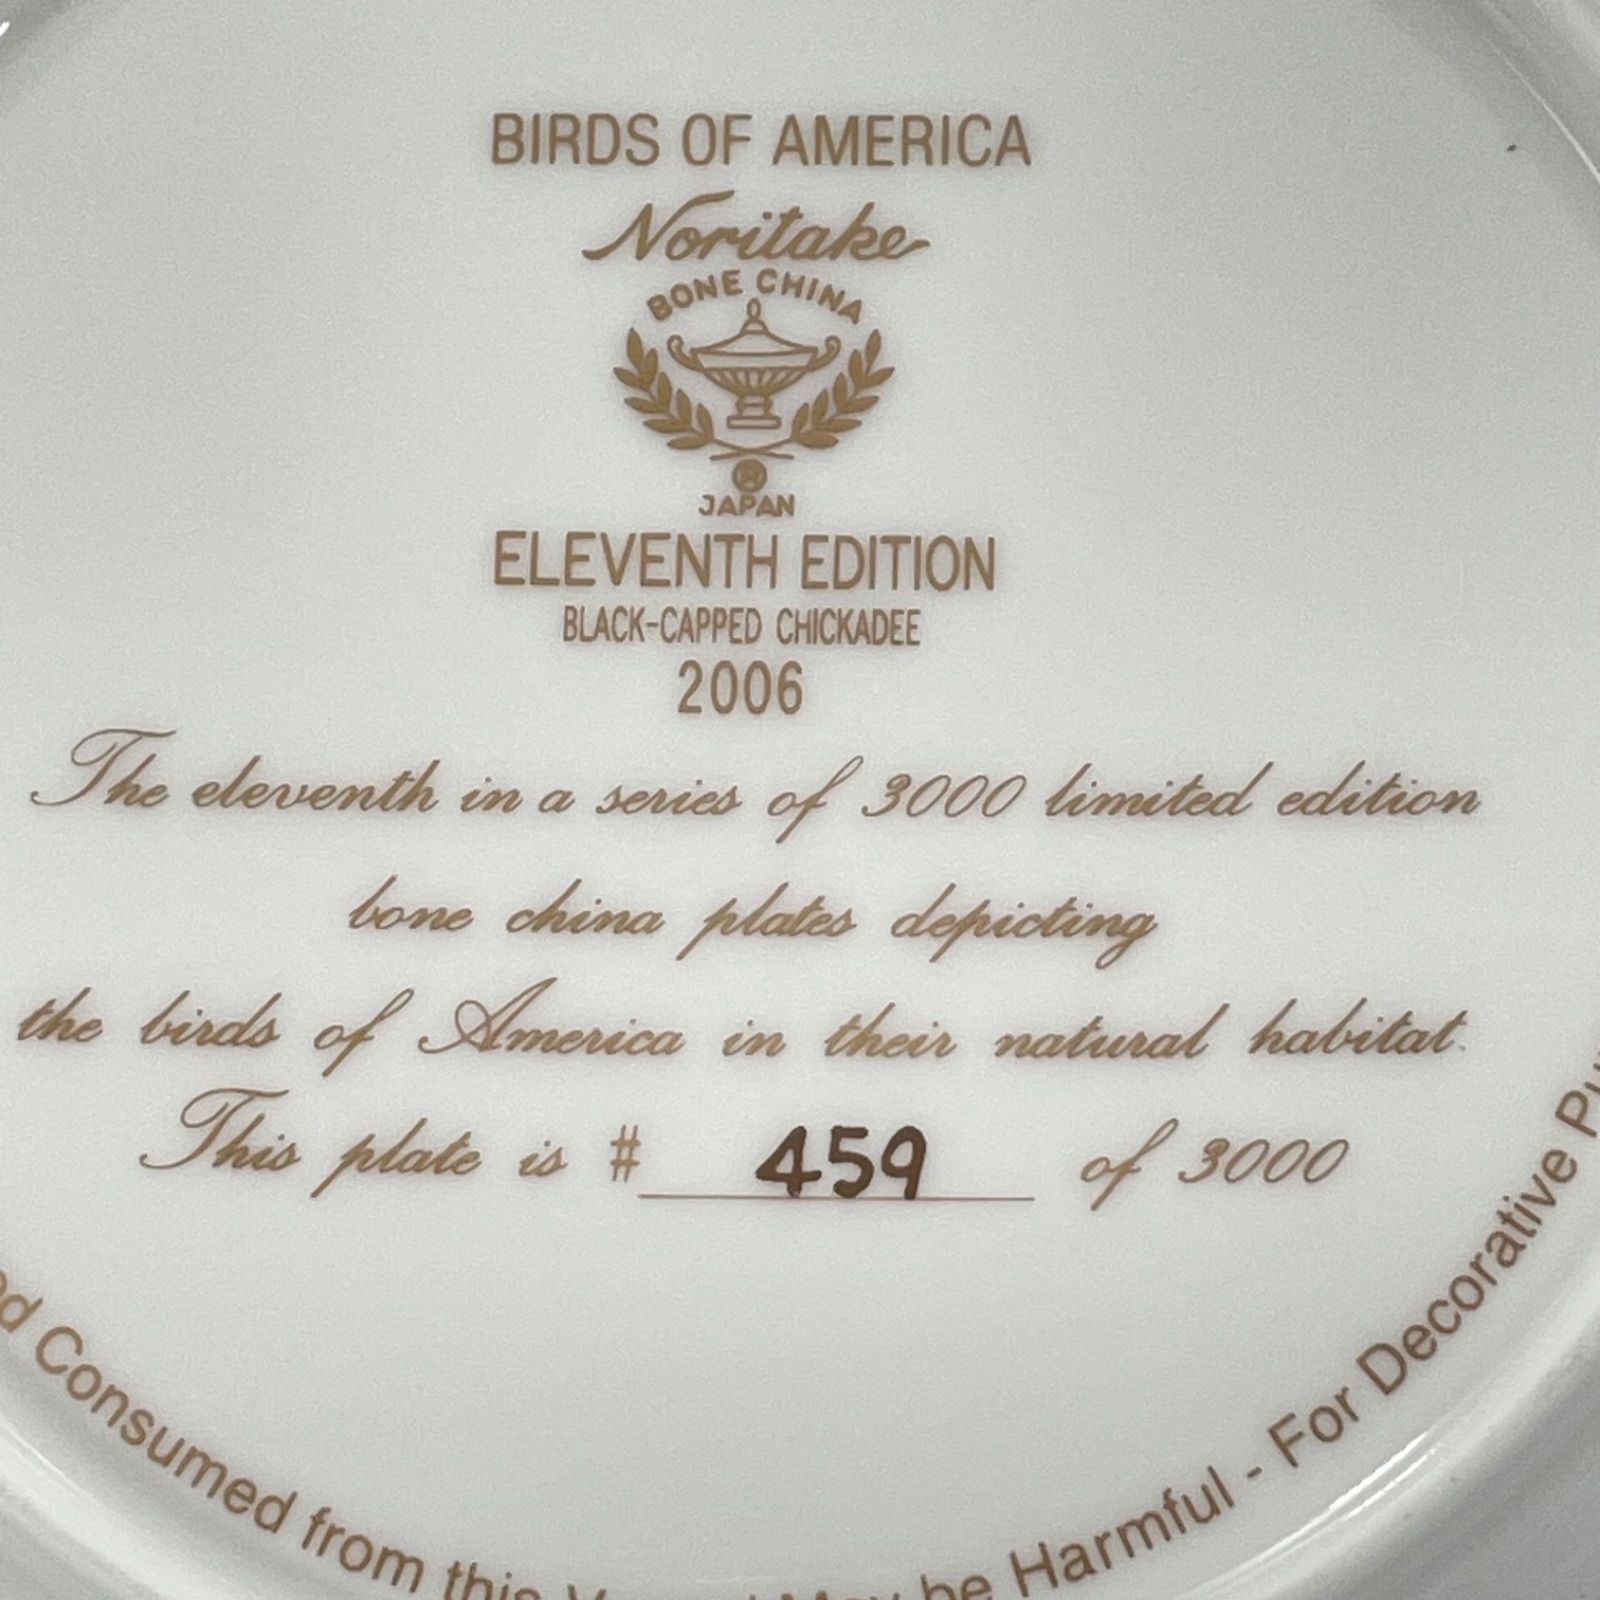 BIRDS OF AMERICA
Noritake
BONE CHINA
JAPAN
ELEVENTH EDITION
BLACK-CAPPED CHICKADEE
2006
The eleventh in a series of 3000 limited edition
bone china plates depicting
the birds of America in their natural habitat.
This plate is # 459 of 3000
Consumed from this May be Harmful - For Decorative